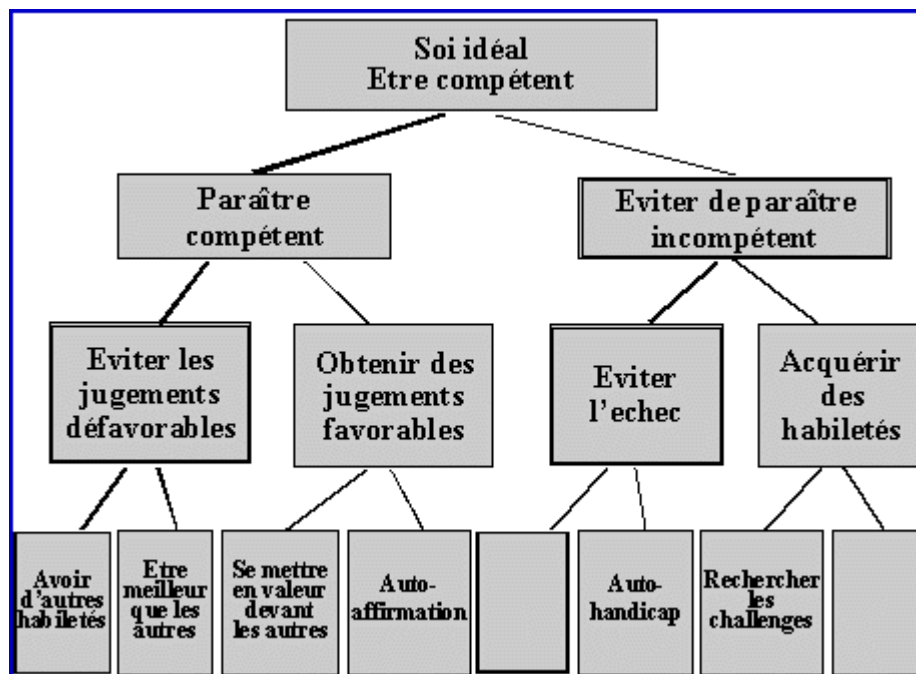 Soi idéal
Etre compétent
Paraître
compétent
Eviter de paraître
incompétent
Eviter les
jugements
défavorables
Obtenir des
jugements
favorables
Eviter
l'echec
Acquérir
des
habiletés
Avoir
d'autres
habiletés
Etre
meilleur
que les
autres
Se mettre
en valeur
devant
les autres
Auto-
affirmation
Auto-
handicap
Rechercher
les
challenges